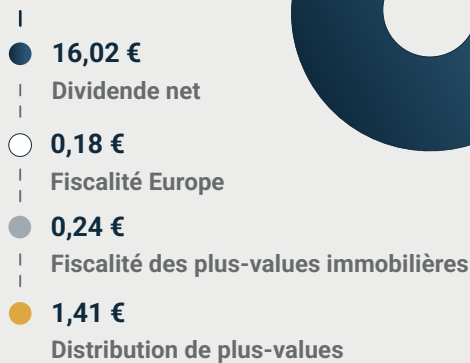 16,02 €
Dividende net
0,18 €
Fiscalité Europe
0,24 €
Fiscalité des plus-values immobilières
1,41 €
Distribution de plus-values